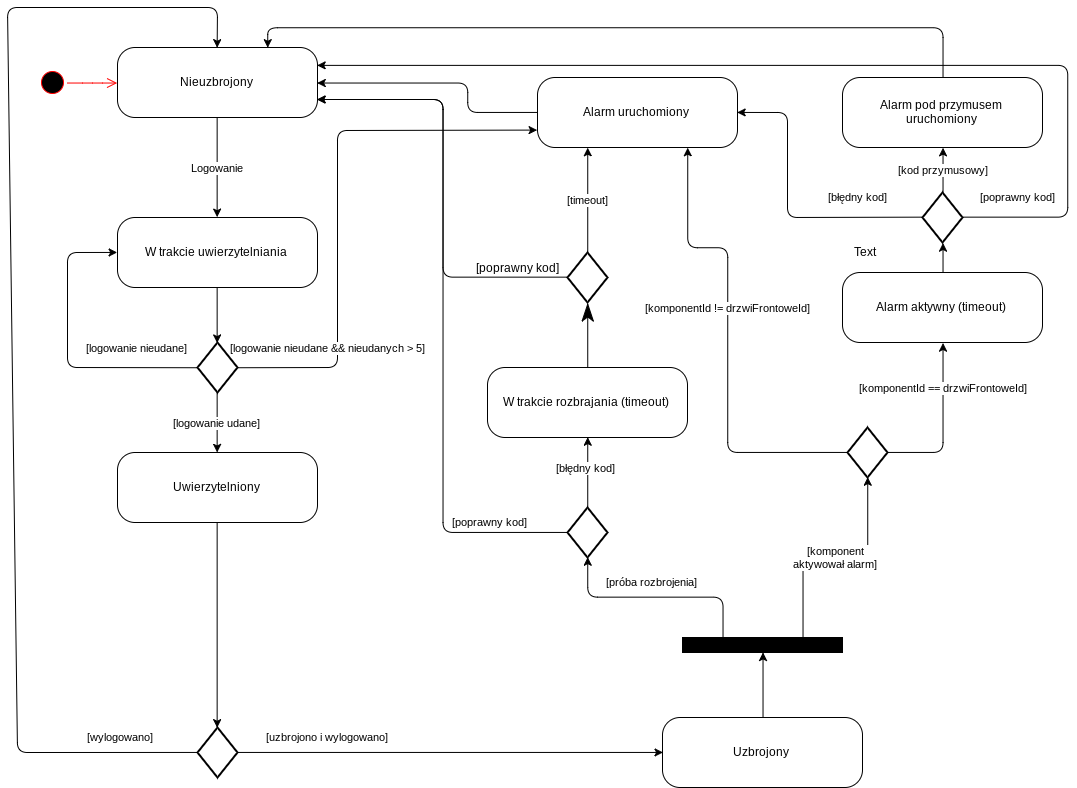 Nieuzbrojony
Alarm uruchomiony
Alarm pod przymusem
uruchomiony
Logowanie
[kod przymusowy]
[timeout]
[błędny kod]
[poprawny kod]
W trakcie uwierzytelniania
Text
[poprawny kod]
[komponentId != drzwiFrontoweId]
Alarm aktywny (timeout)
[logowanie nieudane]
[logowanie nieudane && nieudanych > 5]
[komponentId == drzwiFrontoweId]
W trakcie rozbrajania (timeout)
[logowanie udane]
[błędny kod]
Uwierzytelniony
[poprawny kod]
[komponent
aktywował alarm]
[próba rozbrojenia]
[wylogowano]
[uzbrojono i wylogowano]
Uzbrojony